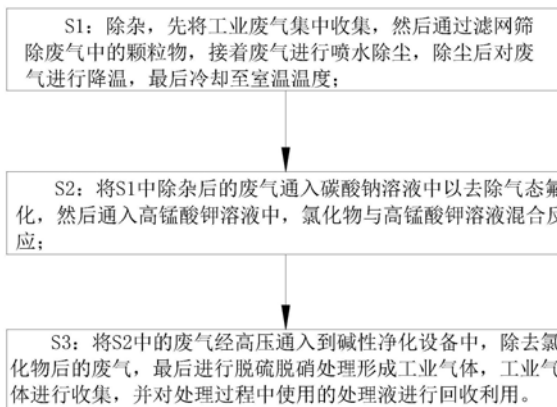 S1：除杂，先将工业废气集中收集，然后通过滤网筛
除废气中的颗粒物，接着废气进行喷水除尘，除尘后对废
气进行降温，最后冷却至室温温度；
S2：将S1中除杂后的废气通入碳酸钠溶液中以去除气态氟
化，然后通入高锰酸钾溶液中，氯化物与高锰酸钾溶液混合反
应；
S3：将S2中的废气经高压通入到碱性净化设备中，除去氯
化物后的废气，最后进行脱硫脱硝处理形成工业气体，工业气
体进行收集，并对处理过程中使用的处理液进行回收利用。